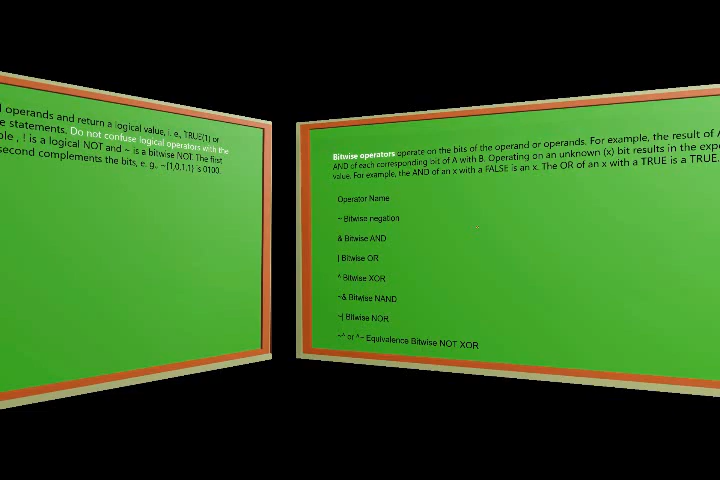 operands and return a logical value, i. e., TRUE(1) or
statements. Do not confuse logical operators with the
, ! is a logical NOT and ~ is a bitwise NOT. The first
second complements the bits, e. g., ~{1,0,1,1} is 0100.
Bitwise operators operate on the bits of the operand or operands. For example, the result of A
AND of each corresponding bit of A with B. Operating on an unknown (x) bit results in the
value. For example, the AND of an x with a FALSE is an x. The OR of an x with a TRUE is a TRUE.
Operator Name
~ Bitwise negation
& Bitwise AND
| Bitwise OR
^ Bitwise XOR
~& Bitwise NAND
~| Bitwise NOR
~^ or ^~ Equivalence Bitwise NOT XOR